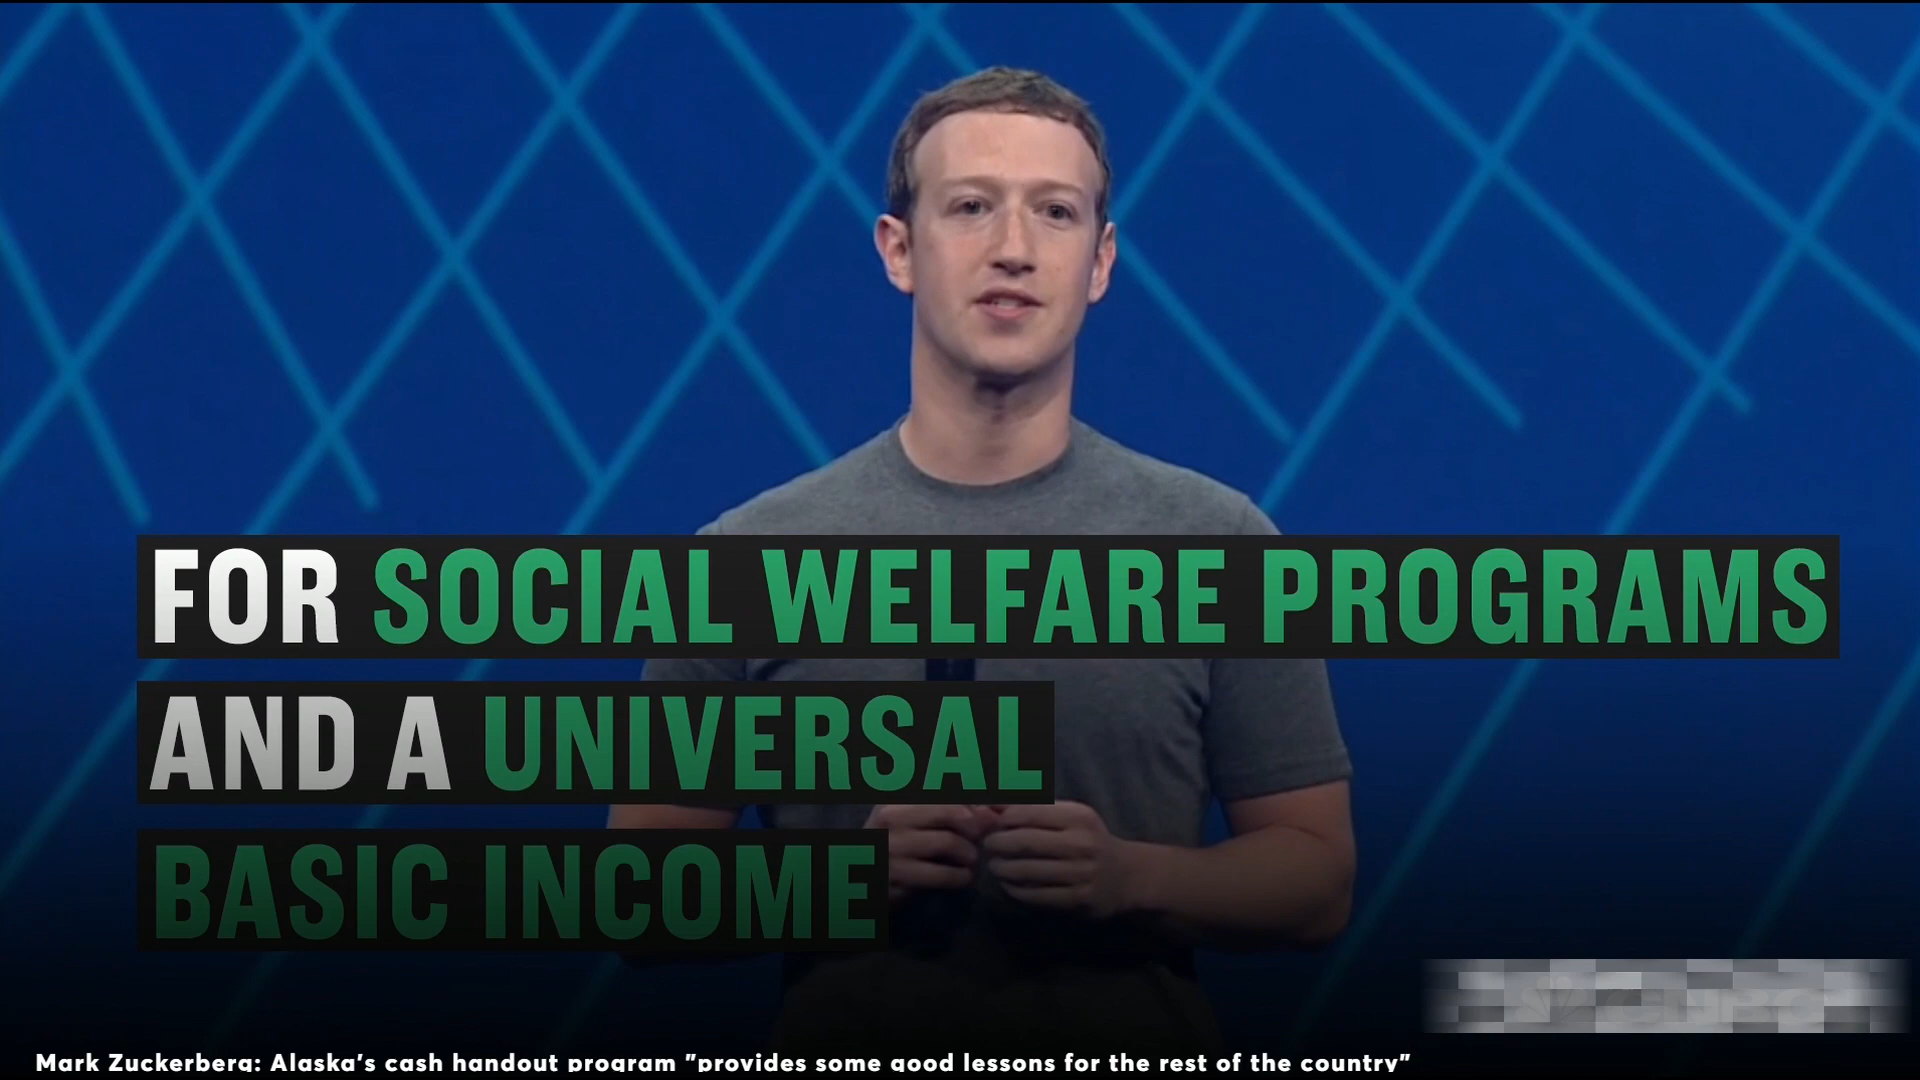 FOR SOCIAL WELFARE PROGRAMS
AND A UNIVERSAL
BASIC INCOME
Mark Zuckerberg: Alaska's cash handout program "provides some good lessons for the rest of the country"